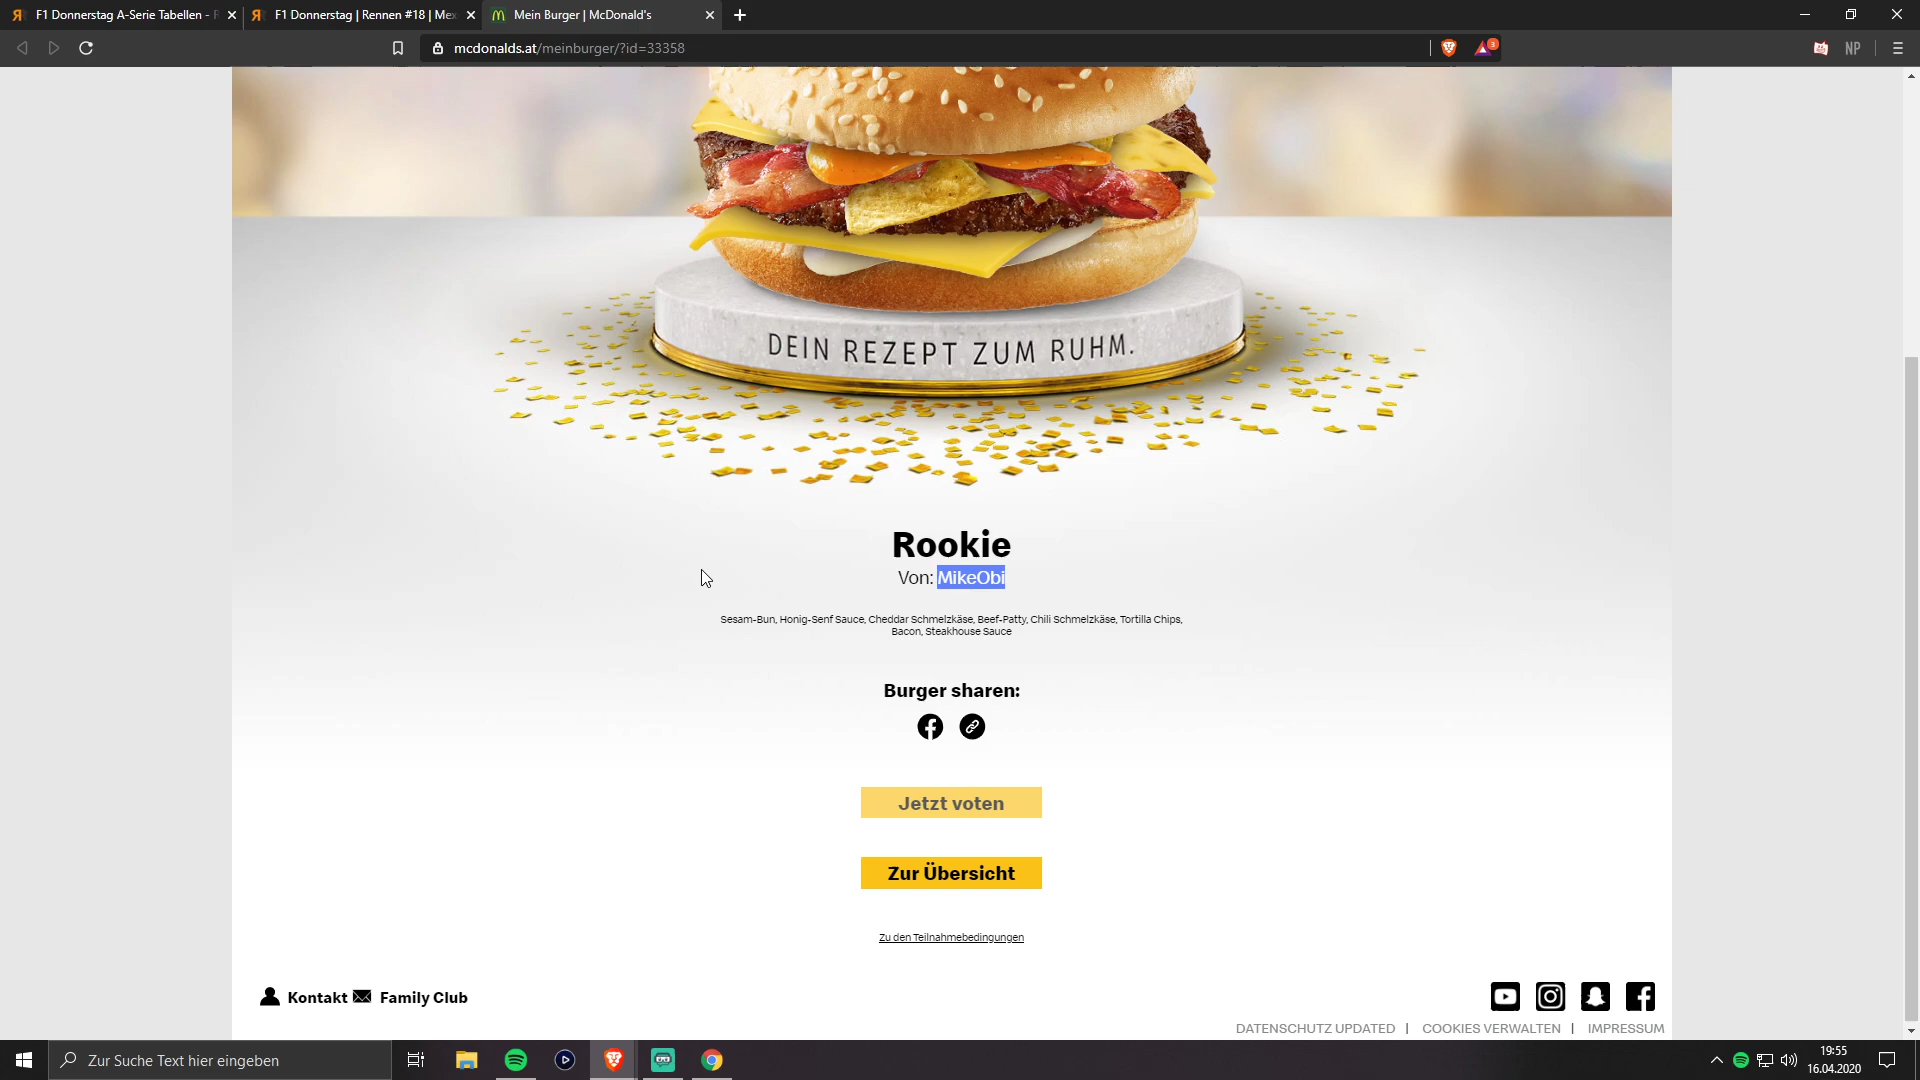 F1 Donnerstag A-Serie Tabellen -
F1 Donnerstag | Rennen #18 | Mex
Mein Burger | McDonald's
mcdonalds.at/meinburger/?id=33358
3
NP
DEIN REZEPT ZUM RUHM.
Rookie
Von: MikeObi
Sesam-Bun, Honig-Senf Sauce, Cheddar Schmelzkäse, Beef-Patty, Chili Schmelzkäse, Tortilla Chips,
Bacon, Steakhouse Sauce
Burger sharen:
Jetzt voten
Zur Übersicht
Zu den Teilnahmebedingungen
Kontakt Family Club
DATENSCHUTZ UPDATED | COOKIES VERWALTEN | IMPRESSUM
Zur Suche Text hier eingeben
19:55
16.04.2020